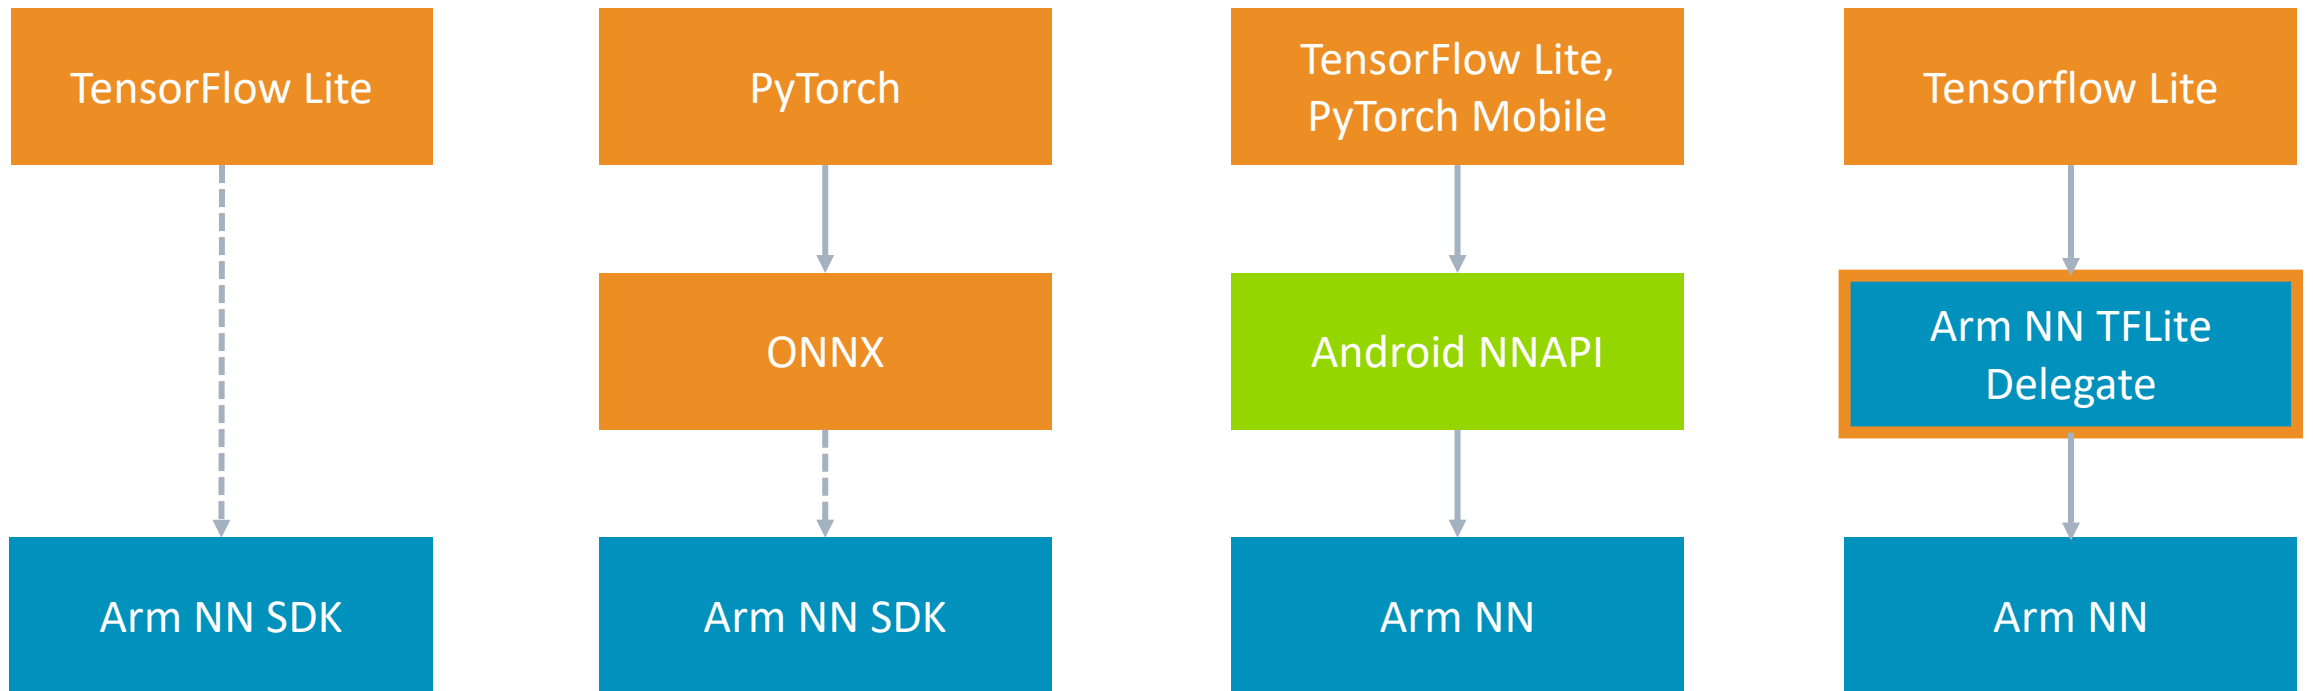 TensorFlow Lite
PyTorch
TensorFlow Lite,
PyTorch Mobile
Tensorflow Lite
ONNX
Android NNAPI
Arm NN TFLite
Delegate
Arm NN SDK
Arm NN SDK
Arm NN
Arm NN